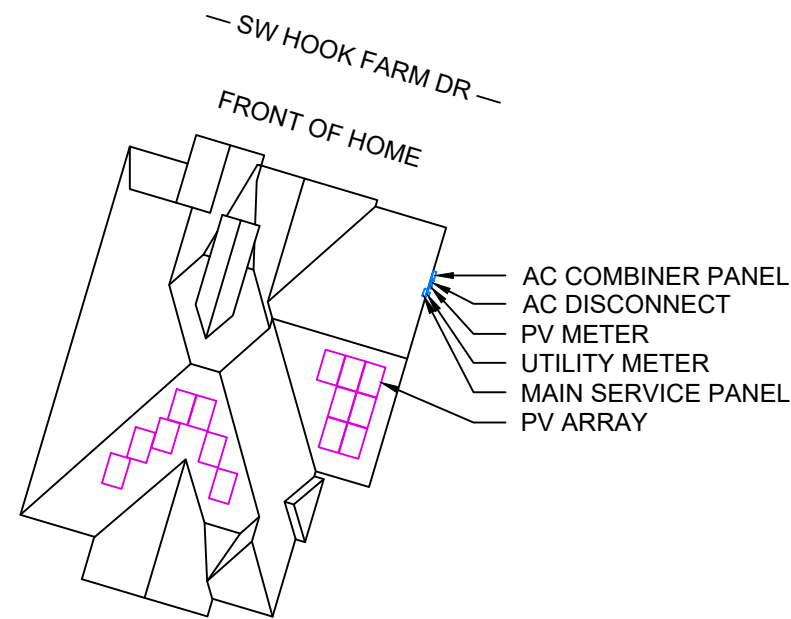 — SW HOOK FARM DR —
FRONT OF HOME
AC COMBINER PANEL
AC DISCONNECT
PV METER
UTILITY METER
MAIN SERVICE PANEL
PV ARRAY